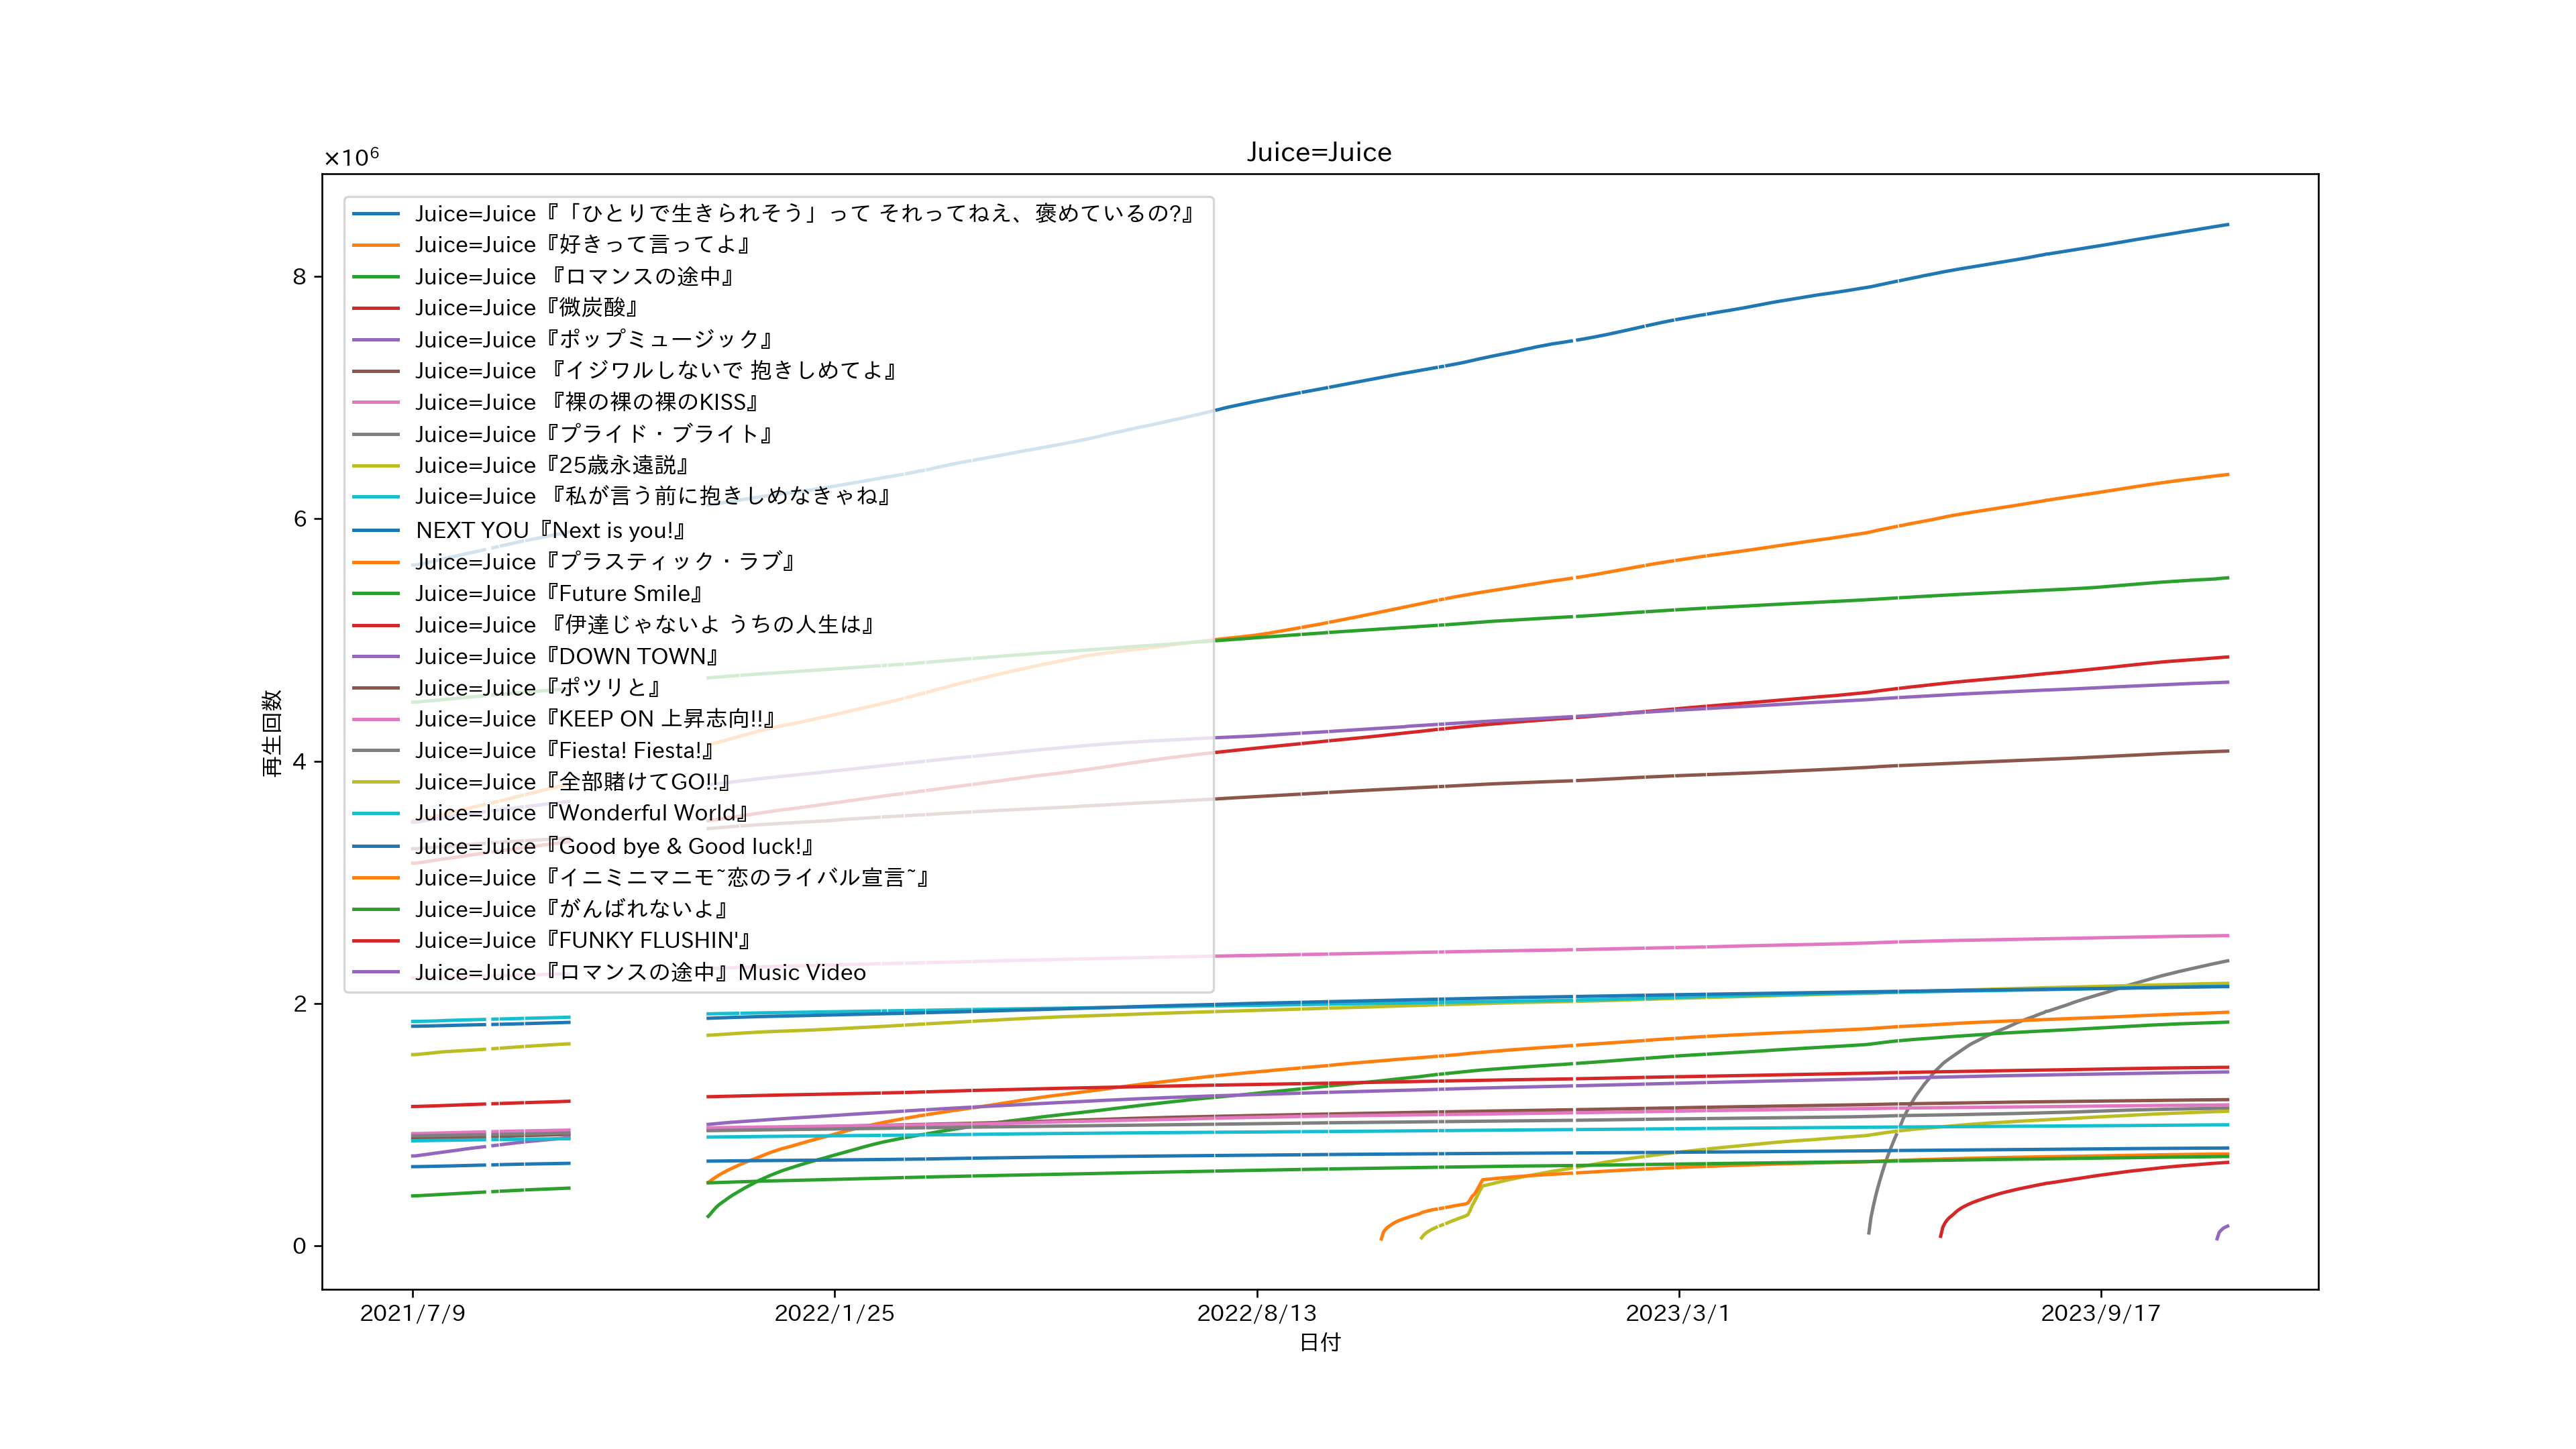 Juice=Juice
×10⁶
Juice=Juice『「ひとりで生きられそう」って それってねえ、褒めているの?』
Juice=Juice『好きって言ってよ』
Juice=Juice 『ロマンスの途中』
Juice=Juice『微炭酸』
Juice=Juice『ポップミュージック』
Juice=Juice 『イジワルしないで 抱きしめてよ』
Juice=Juice 『裸の裸の裸のKISS』
Juice=Juice『プライド・ブライト』
Juice=Juice『25歳永遠説』
Juice=Juice 『私が言う前に抱きしめなきゃね』
NEXT YOU『Next is you!』
Juice=Juice『プラスティック・ラブ』
Juice=Juice『Future Smile』
Juice=Juice 『伊達じゃないよ うちの人生は』
Juice=Juice『DOWN TOWN』
Juice=Juice『ポツリと』
Juice=Juice『KEEP ON 上昇志向!!』
Juice=Juice『Fiesta! Fiesta!』
Juice=Juice『全部賭けてGO!!』
Juice=Juice『Wonderful World』
Juice=Juice『Good bye & Good luck!』
Juice=Juice『イニミニマニモ~恋のライバル宣言~』
Juice=Juice『がんばれないよ』
Juice=Juice『FUNKY FLUSHIN'』
Juice=Juice『ロマンスの途中』Music Video
8
6
4
2
0
再生回数
2021/7/9
2022/1/25
2022/8/13
2023/3/1
2023/9/17
日付